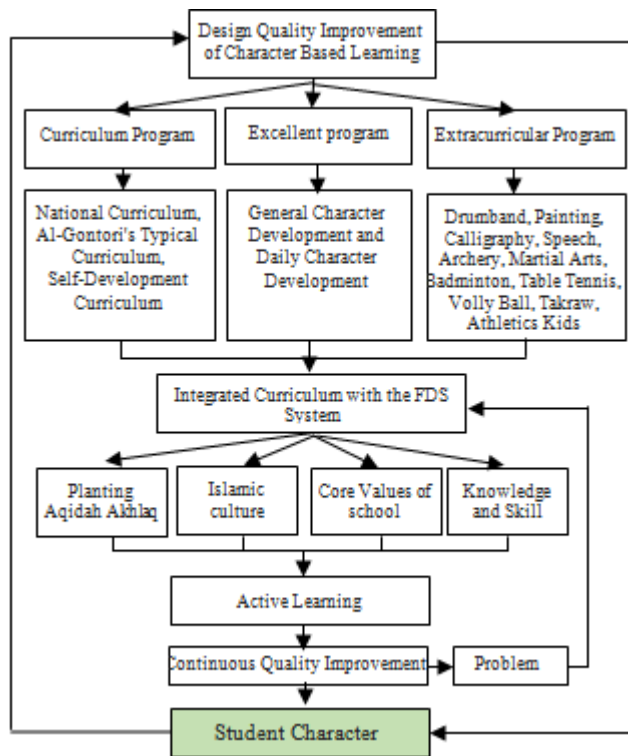 Design Quality Improvement
of Character Based Learning
Curriculum Program
Excellent program
Extracurricular Program
National Curriculum,
Al-Gontori's Typical
Curriculum,
Self-Development
Curriculum
General Character
Development and
Daily Character
Development
Drumband, Painting,
Calligraphy, Speech,
Archery, Martial Arts,
Badminton, Table Tennis,
Volly Ball, Takraw,
Athletics Kids
Integrated Curriculum with the FDS
System
Planting
Aqidah Akhlaq
Islamic
culture
Core Values of
school
Knowledge
and Skill
Active Learning
Continuous Quality Improvement
Problem
Student Character